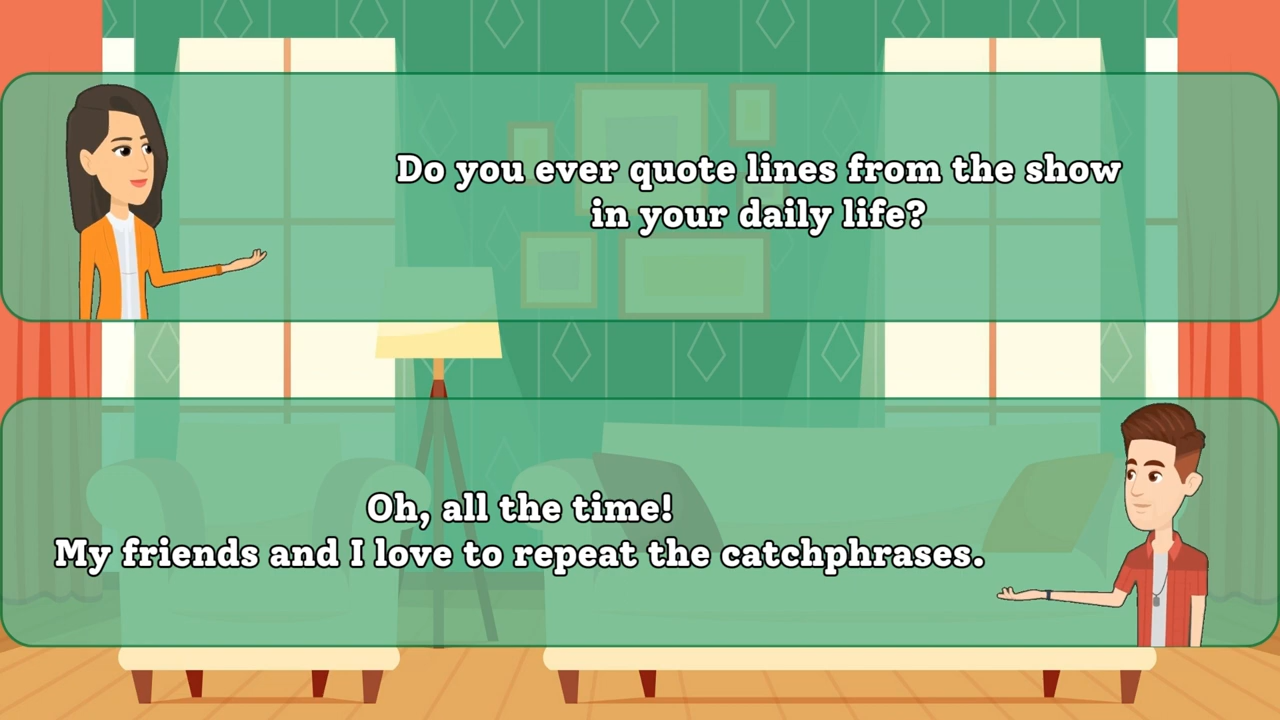 Do you ever quote lines from the show
in your daily life?
Oh, all the time!
My friends and I love to repeat the catchphrases.